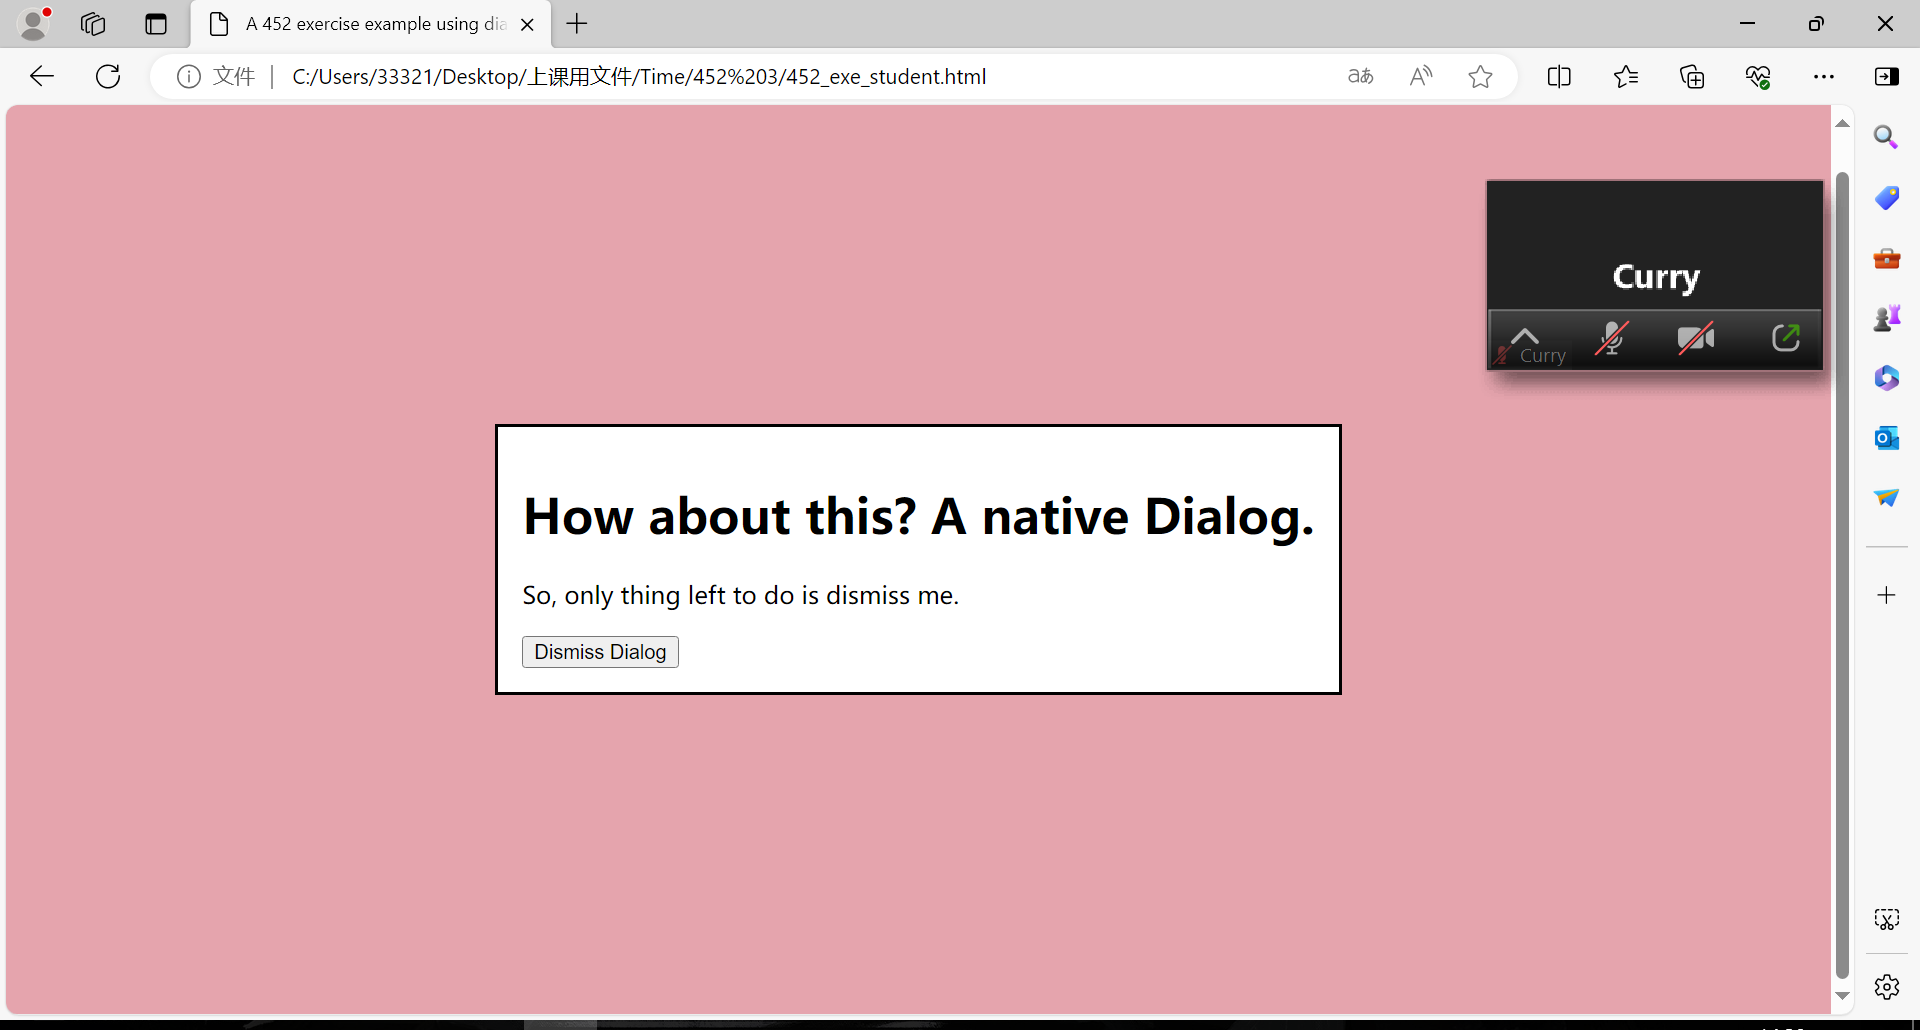 A 452 exercise example using dia
文件
C:/Users/33321/Desktop/上课用文件/Time/452%203/452_exe_student.html
aあ
Curry
Curry
How about this? A native Dialog.
So, only thing left to do is dismiss me.
Dismiss Dialog